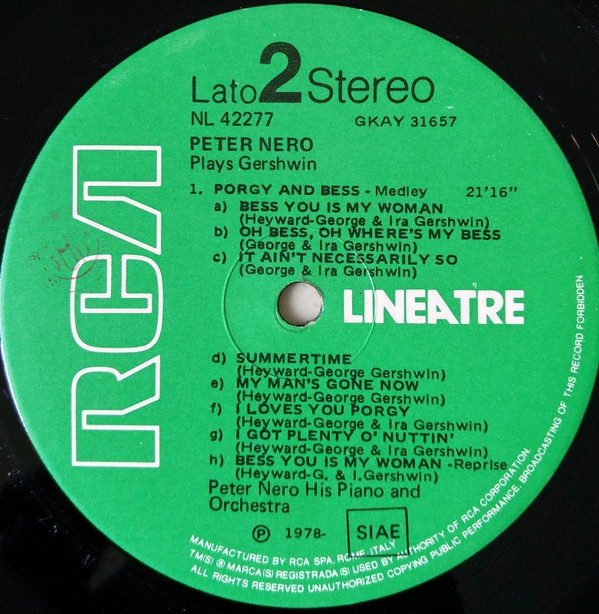 Lato 2 Stereo
NL 42277 GKAY 31657
PETER NERO
Plays Gershwin
1. PORGY AND BESS - Medley 21'16"
a) BESS YOU IS MY WOMAN
(Heyward-George & Ira Gershwin)
b) OH BESS, OH WHERE'S MY BESS
(George & Ira Gershwin)
c) IT AIN'T NECESSARILY SO
(George & Ira Gershwin)
RCA
LINEATRE
d) SUMMERTIME
(Heyward-George Gershwin)
e) MY MAN'S GONE NOW
(Heyward-George Gershwin)
f) I LOVES YOU PORGY
(Heyward-George & Ira Gershwin)
g) I GOT PLENTY O' NUTTIN'
(Heyward-George & Ira Gershwin)
h) BESS YOU IS MY WOMAN -Reprise
(Heyward-G. & I.Gershwin)
Peter Nero His Piano and
Orchestra
℗ 1978- SIAE
MANUFACTURED BY RCA SPA, ROME, ITALY
TM(S) ® MARCA(S) REGISTRADA(S) USED BY AUTHORITY OF RCA CORPORATION
ALL RIGHTS RESERVED UNAUTHORIZED COPYING PUBLIC PERFORMANCE, BROADCASTING OF THIS RECORD FORBIDDEN